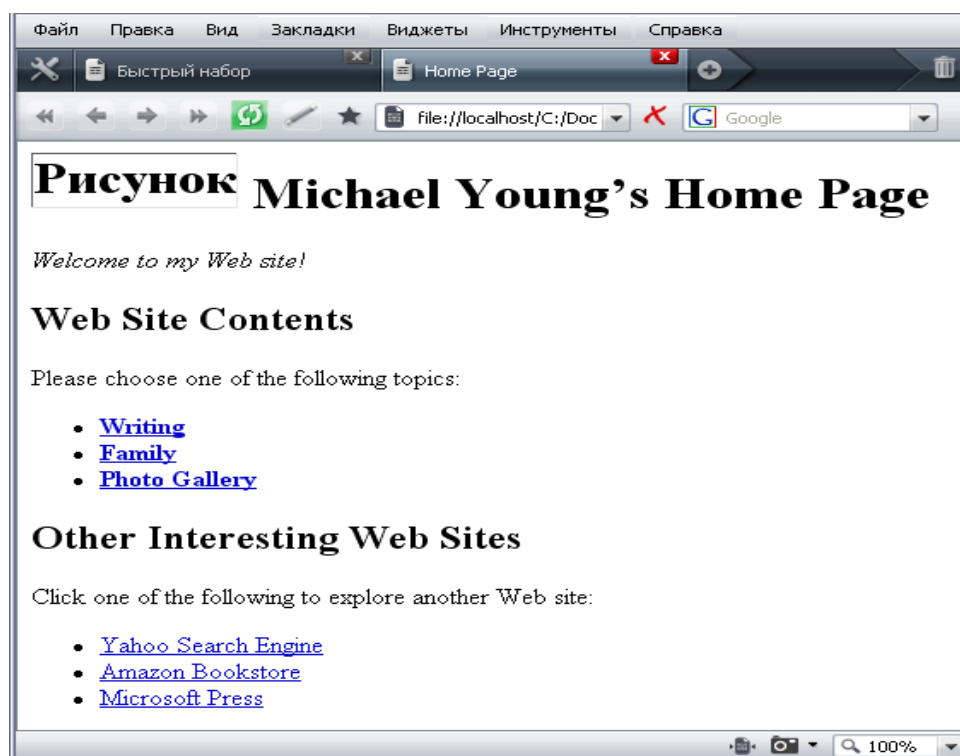 Файл Правка Вид Закладки Виджеты Инструменты Справка
Быстрый набор Home Page
file://localhost/C:/Doc Google
Рисунок Michael Young’s Home Page
Welcome to my Web site!
Web Site Contents
Please choose one of the following topics:
Writing
Family
Photo Gallery
Other Interesting Web Sites
Click one of the following to explore another Web site:
Yahoo Search Engine
Amazon Bookstore
Microsoft Press
100%